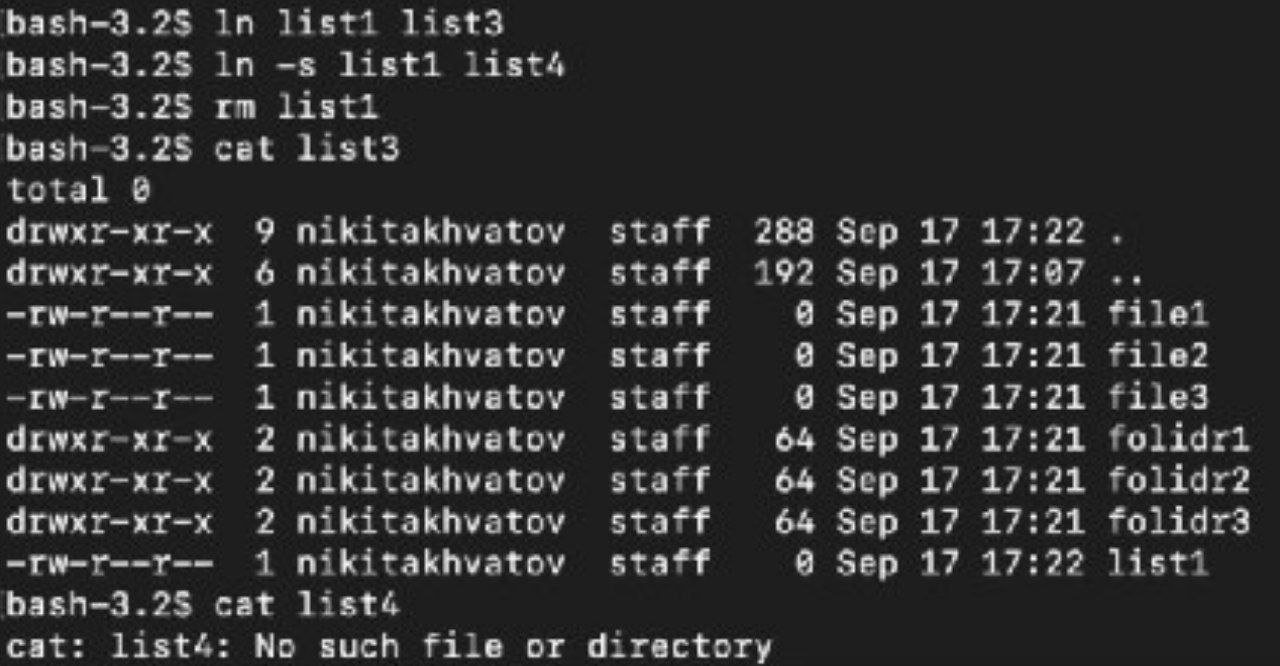 bash-3.2$ ln list1 list3
bash-3.2$ ln -s list1 list4
bash-3.2$ rm list1
bash-3.2$ cat list3
total 0
drwxr-xr-x  9 nikitakhvatov  staff  288 Sep 17 17:22 .
drwxr-xr-x  6 nikitakhvatov  staff  192 Sep 17 17:07 ..
-rw-r--r--  1 nikitakhvatov  staff    0 Sep 17 17:21 file1
-rw-r--r--  1 nikitakhvatov  staff    0 Sep 17 17:21 file2
-rw-r--r--  1 nikitakhvatov  staff    0 Sep 17 17:21 file3
drwxr-xr-x  2 nikitakhvatov  staff   64 Sep 17 17:21 folidr1
drwxr-xr-x  2 nikitakhvatov  staff   64 Sep 17 17:21 folidr2
drwxr-xr-x  2 nikitakhvatov  staff   64 Sep 17 17:21 folidr3
-rw-r--r--  1 nikitakhvatov  staff    0 Sep 17 17:22 list1
bash-3.2$ cat list4
cat: list4: No such file or directory